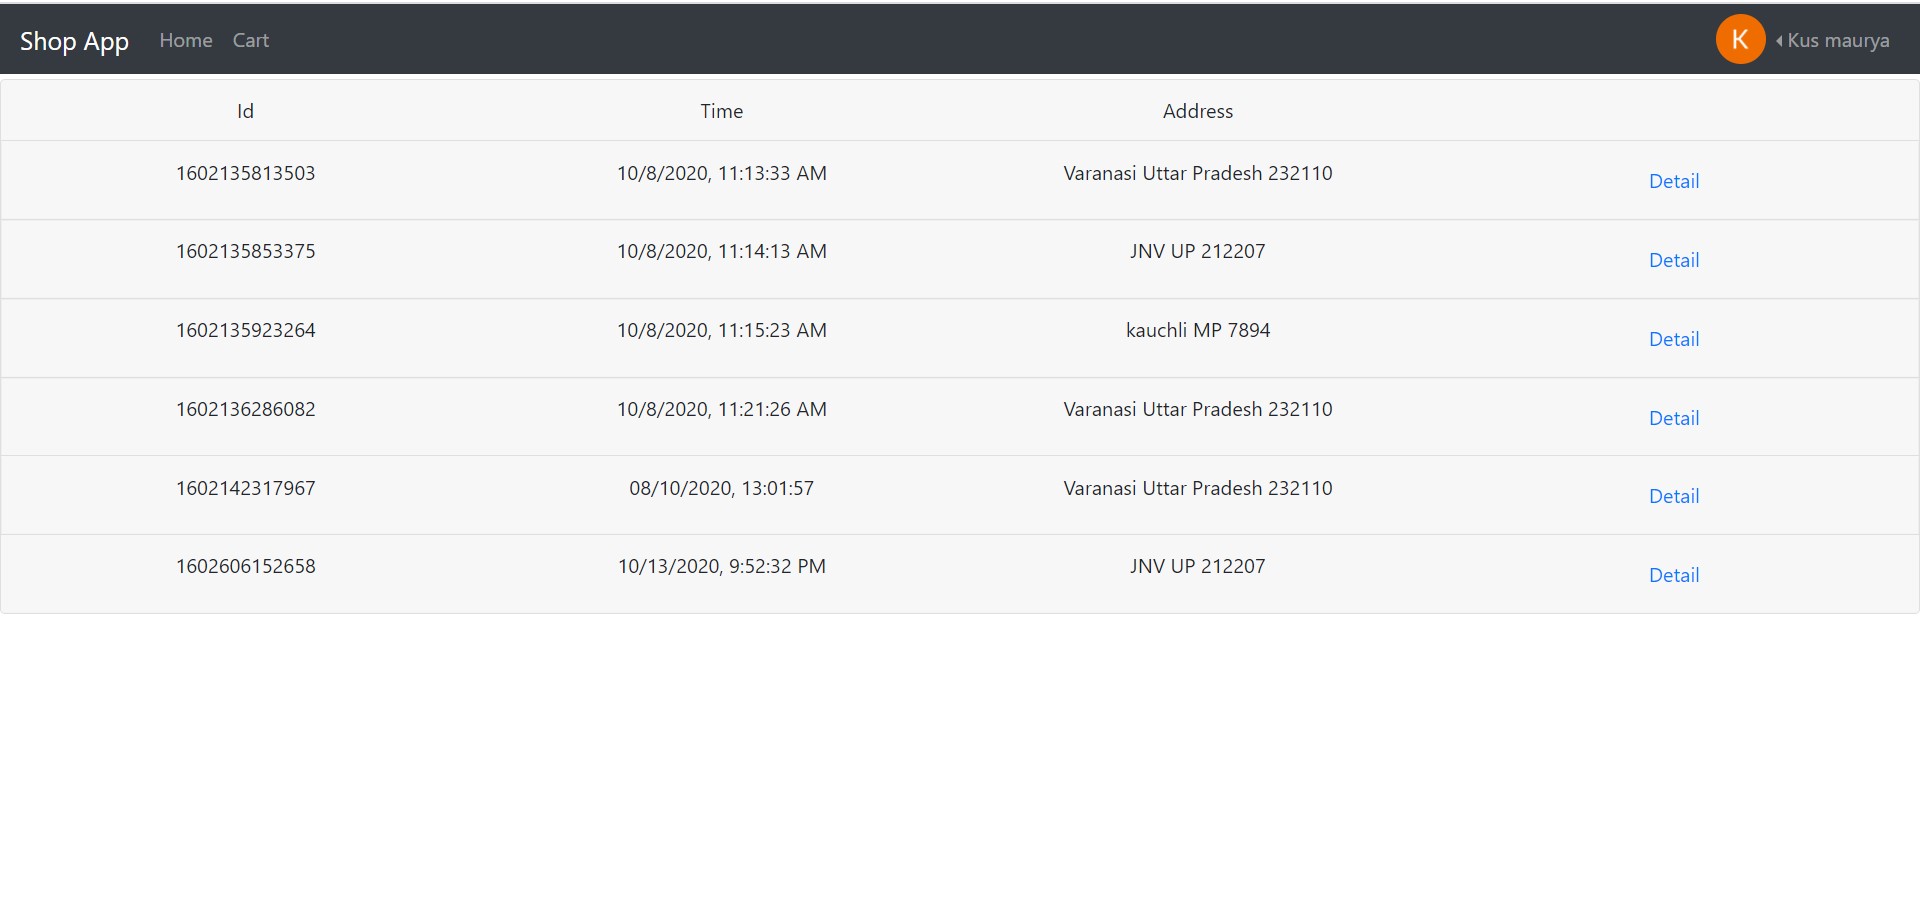 Shop App Home Cart K Kus maurya
Id Time Address
1602135813503 10/8/2020, 11:13:33 AM Varanasi Uttar Pradesh 232110 Detail
1602135853375 10/8/2020, 11:14:13 AM JNV UP 212207 Detail
1602135923264 10/8/2020, 11:15:23 AM kauchli MP 7894 Detail
1602136286082 10/8/2020, 11:21:26 AM Varanasi Uttar Pradesh 232110 Detail
1602142317967 08/10/2020, 13:01:57 Varanasi Uttar Pradesh 232110 Detail
1602606152658 10/13/2020, 9:52:32 PM JNV UP 212207 Detail